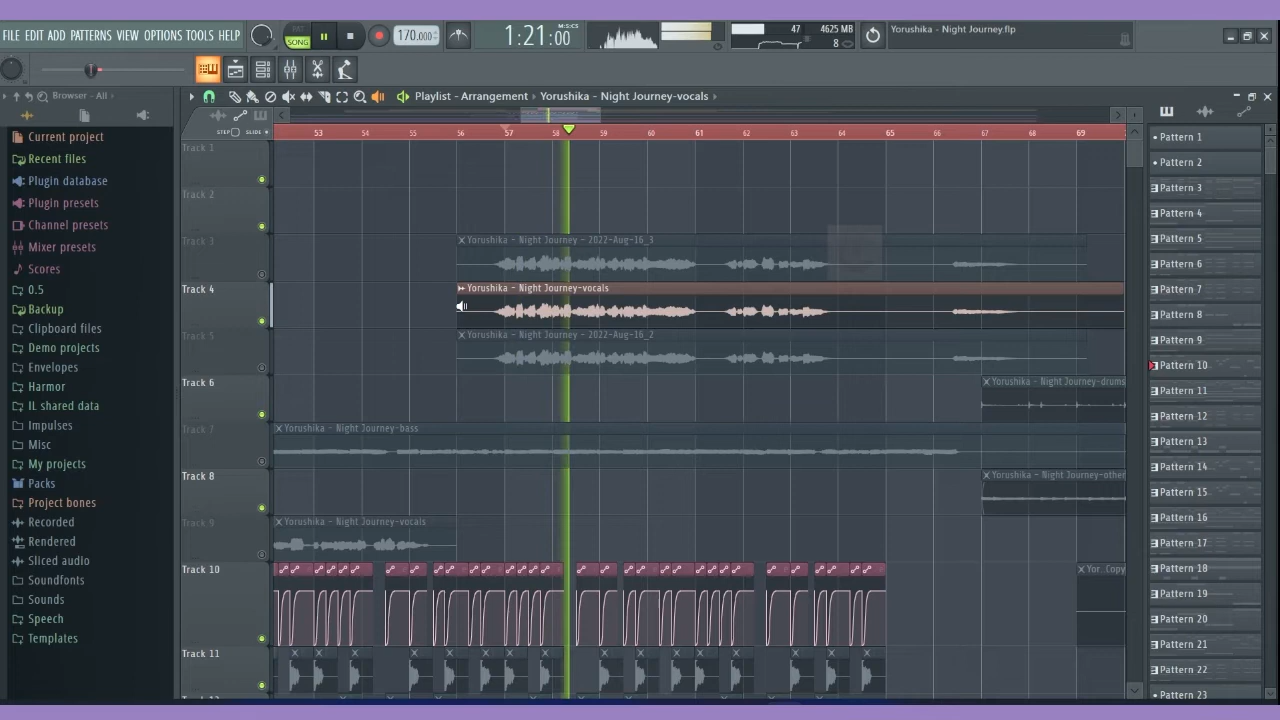 FILE EDIT ADD PATTERNS VIEW OPTIONS TOOLS HELP
PAT
SONG
170.000
M:S:CS
1:21:00
47
4625 MB
8
Yorushika - Night Journey.flp
Browser - All
Playlist - Arrangement › Yorushika - Night Journey-vocals ›
STEP SLIDE
53 54 55 56 57 58 59 60 61 62 63 64 65 66 67 68 69
Current project
Recent files
Plugin database
Plugin presets
Channel presets
Mixer presets
Scores
0.5
Backup
Clipboard files
Demo projects
Envelopes
Harmor
IL shared data
Impulses
Misc
My projects
Packs
Project bones
Recorded
Rendered
Sliced audio
Soundfonts
Sounds
Speech
Templates
Track 1
Track 2
Track 3
Yorushika - Night Journey - 2022-Aug-16_3
Track 4
Yorushika - Night Journey-vocals
Track 5
Yorushika - Night Journey - 2022-Aug-16_2
Track 6
Yorushika - Night Journey-drums
Track 7
Yorushika - Night Journey-bass
Track 8
Yorushika - Night Journey-other
Track 9
Yorushika - Night Journey-vocals
Track 10
Yor..Copy
Track 11
Pattern 1
Pattern 2
Pattern 3
Pattern 4
Pattern 5
Pattern 6
Pattern 7
Pattern 8
Pattern 9
Pattern 10
Pattern 11
Pattern 12
Pattern 13
Pattern 14
Pattern 15
Pattern 16
Pattern 17
Pattern 18
Pattern 19
Pattern 20
Pattern 21
Pattern 22
Pattern 23